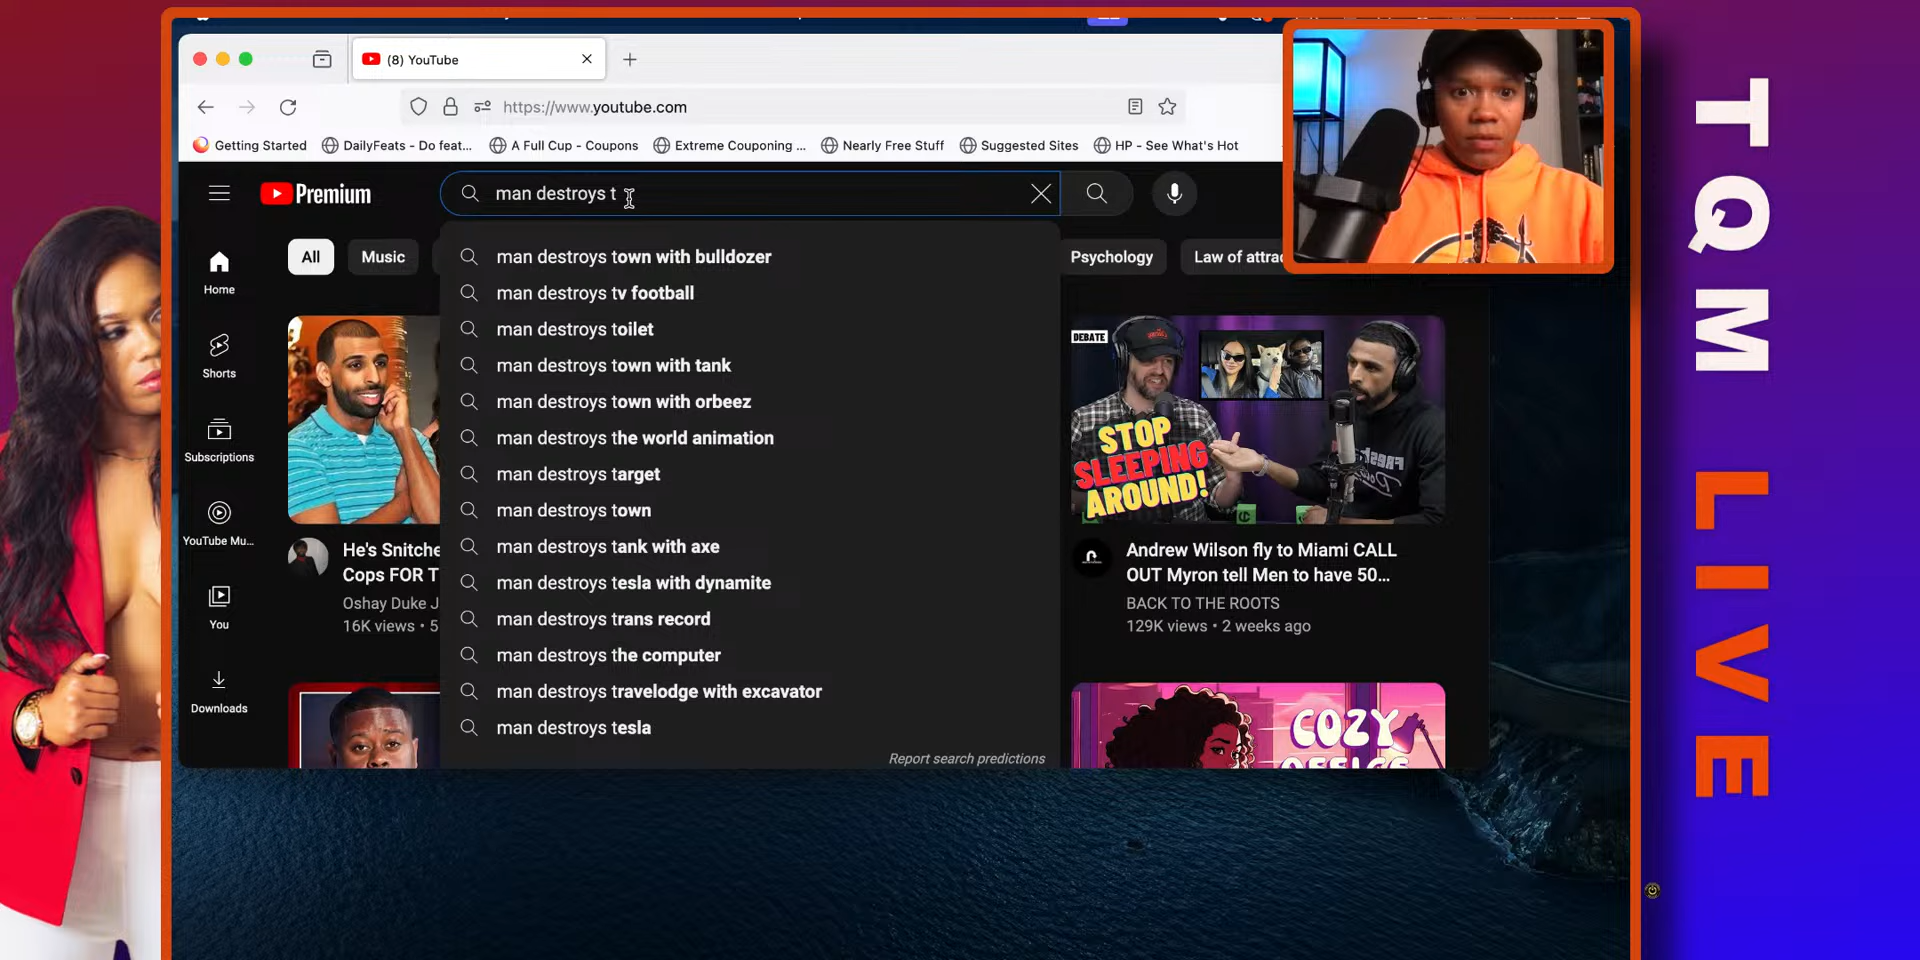 (8) YouTube
https://www.youtube.com
Getting Started
DailyFeats - Do feat...
A Full Cup - Coupons
Extreme Couponing ...
Nearly Free Stuff
Suggested Sites
HP - See What's Hot
Premium
man destroys t
All
Music
Psychology
Law of attrac
Home
Shorts
Subscriptions
YouTube Mu...
You
Downloads
man destroys town with bulldozer
man destroys tv football
man destroys toilet
man destroys town with tank
man destroys town with orbeez
man destroys the world animation
man destroys target
man destroys town
man destroys tank with axe
man destroys tesla with dynamite
man destroys trans record
man destroys the computer
man destroys travelodge with excavator
man destroys tesla
Report search predictions
He's Snitche
Cops FOR T
Oshay Duke J
16K views • 5
DEBATE
STOP
SLEEPING
AROUND!
Andrew Wilson fly to Miami CALL
OUT Myron tell Men to have 50...
BACK TO THE ROOTS
129K views • 2 weeks ago
COZY
OFFICE
TQM LIVE